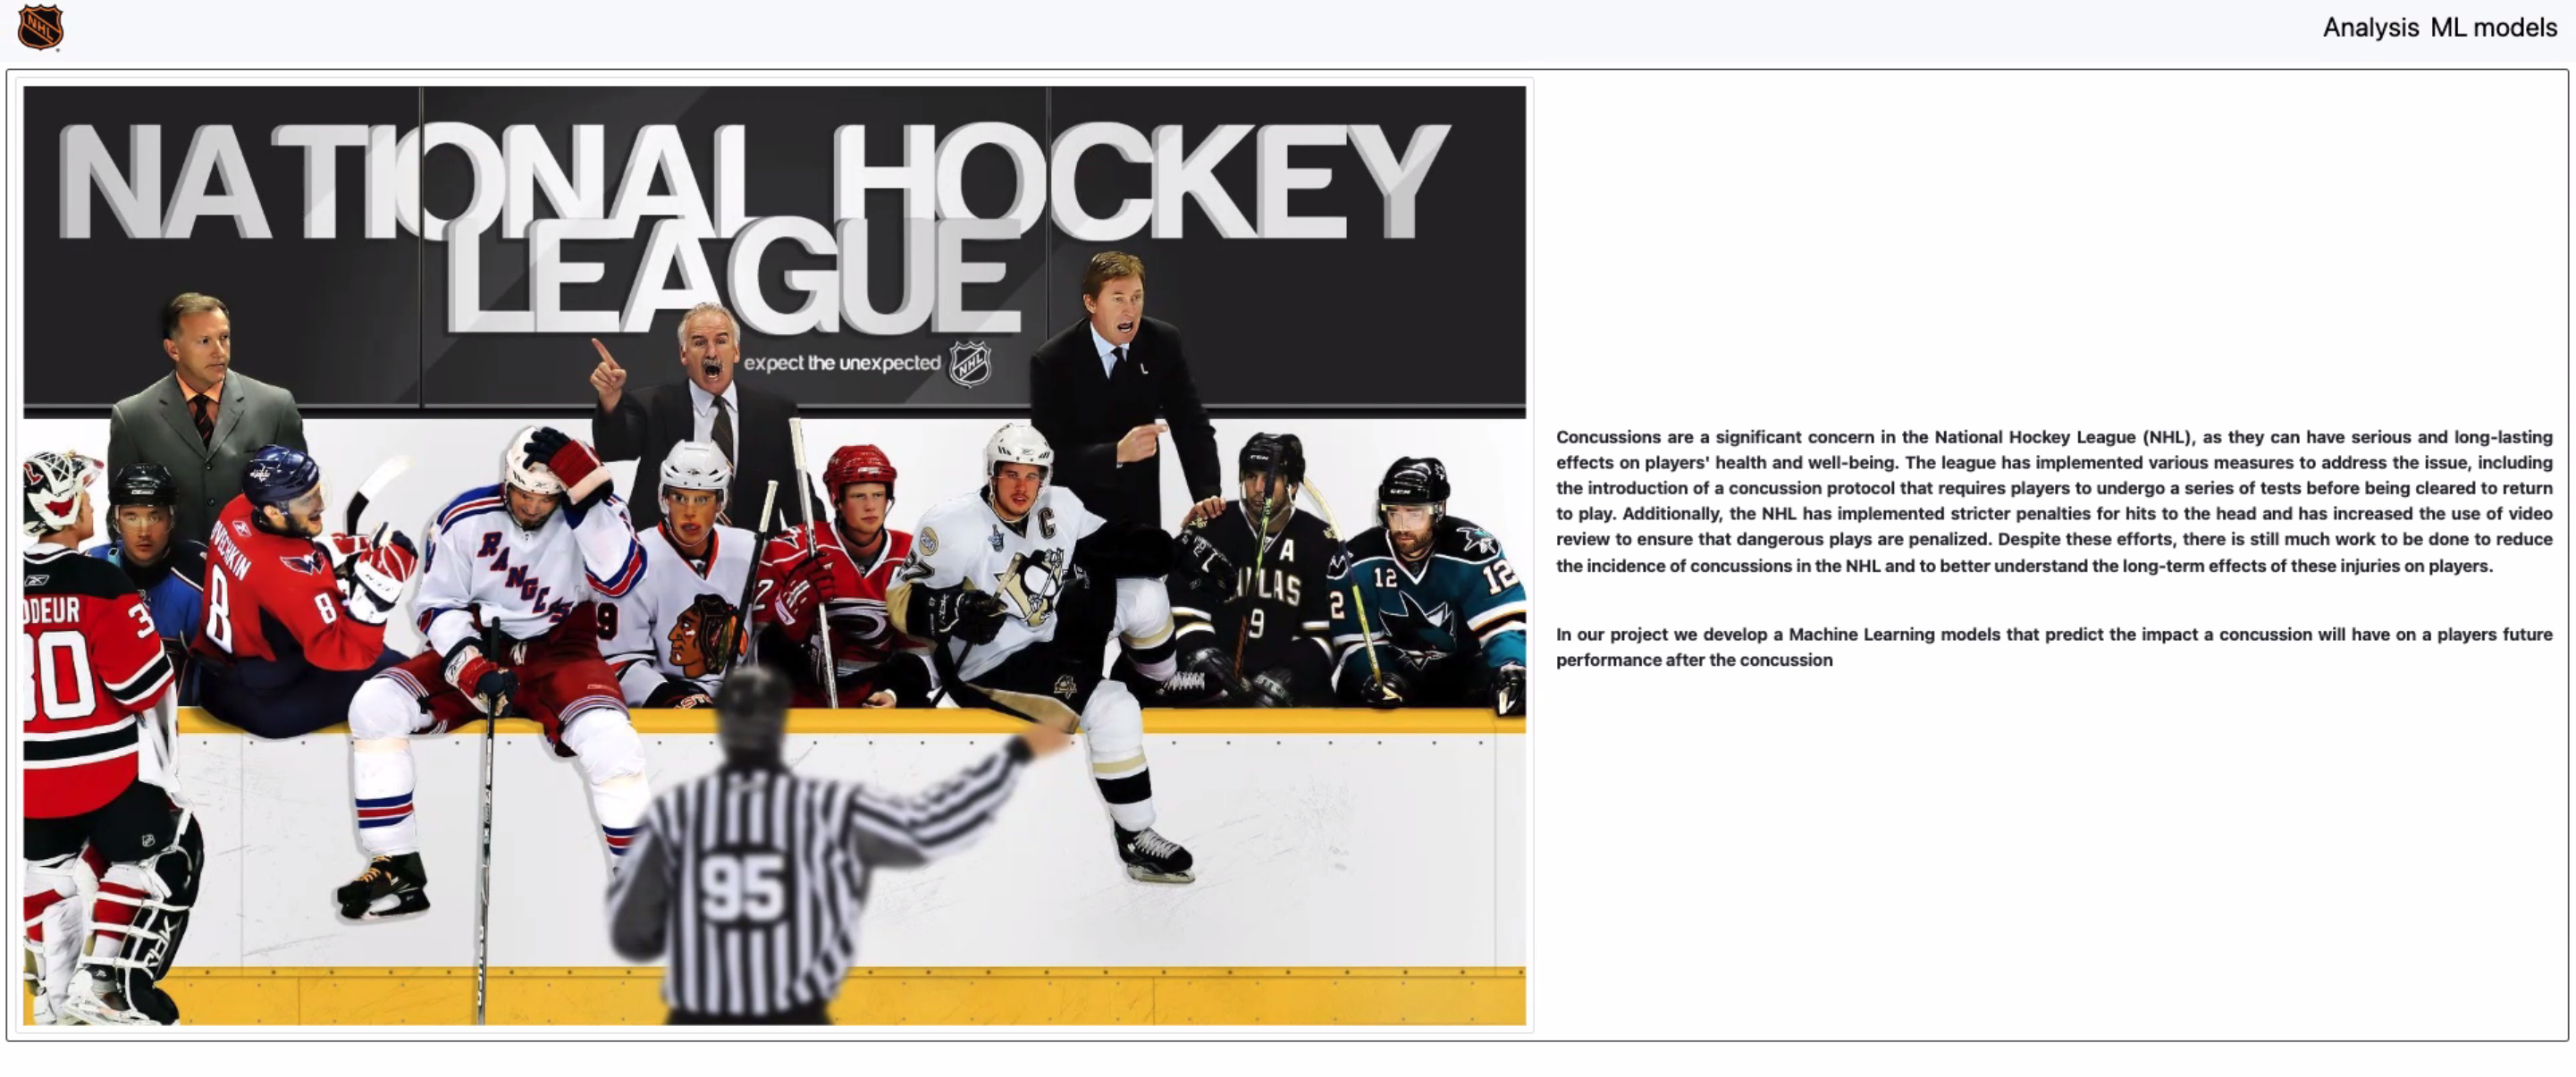 NHL
Analysis ML models
NATIONAL HOCKEY
LEAGUE
expect the unexpected NHL
Concussions are a significant concern in the National Hockey League (NHL), as they can have serious and long-lasting
effects on players' health and well-being. The league has implemented various measures to address the issue, including
the introduction of a concussion protocol that requires players to undergo a series of tests before being cleared to return
to play. Additionally, the NHL has implemented stricter penalties for hits to the head and has increased the use of video
review to ensure that dangerous plays are penalized. Despite these efforts, there is still much work to be done to reduce
the incidence of concussions in the NHL and to better understand the long-term effects of these injuries on players.
In our project we develop a Machine Learning models that predict the impact a concussion will have on a players future
performance after the concussion
OVECHKIN
8
8
RANGERS
9
2
C
A
9
12
12
2
ODEUR
3
30
95